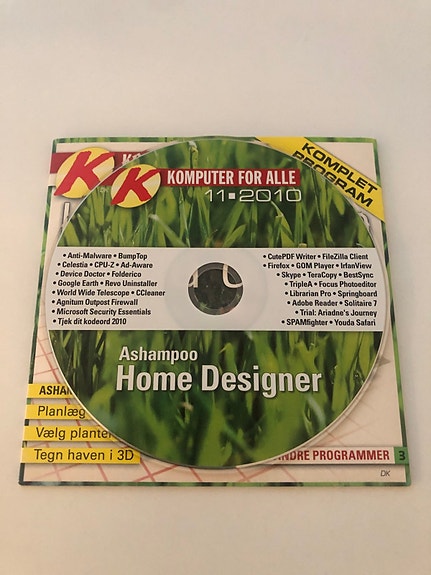 K K
KOMPUTER FOR ALLE
11▪2010
KOMPLET
PROGRAM
• Anti-Malware • BumpTop
• Celestia • CPU-Z • Ad-Aware
• Device Doctor • Folderico
• Google Earth • Revo Uninstaller
• World Wide Telescope • CCleaner
• Agnitum Outpost Firewall
• Microsoft Security Essentials
• Tjek dit kodeord 2010
• CutePDF Writer • FileZilla Client
• Firefox • GOM Player • IrfanView
• Skype • TeraCopy • BestSync
• TripleA • Focus Photoeditor
• Librarian Pro • Springboard
• Adobe Reader • Solitaire 7
• Trial: Ariadne's Journey
• SPAMfighter • Youda Safari
Ashampoo
Home Designer
Planlæg
Vælg planter
Tegn haven i 3D
PROGRAMMER 3
DK